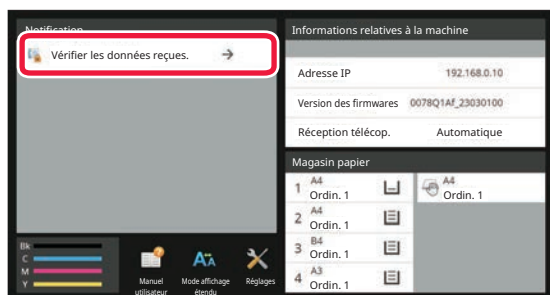 Notification
Vérifier les données reçues.
Bk
C
M
Y
Manuel
utilisateur
Mode affichage
étendu
Réglages
Informations relatives à la machine
Adresse IP 192.168.0.10
Version des firmwares 0078Q1Af_23030100
Réception télécop. Automatique
Magasin papier
1 A4
Ordin. 1
A4
Ordin. 1
2 A4
Ordin. 1
3 B4
Ordin. 1
4 A3
Ordin. 1